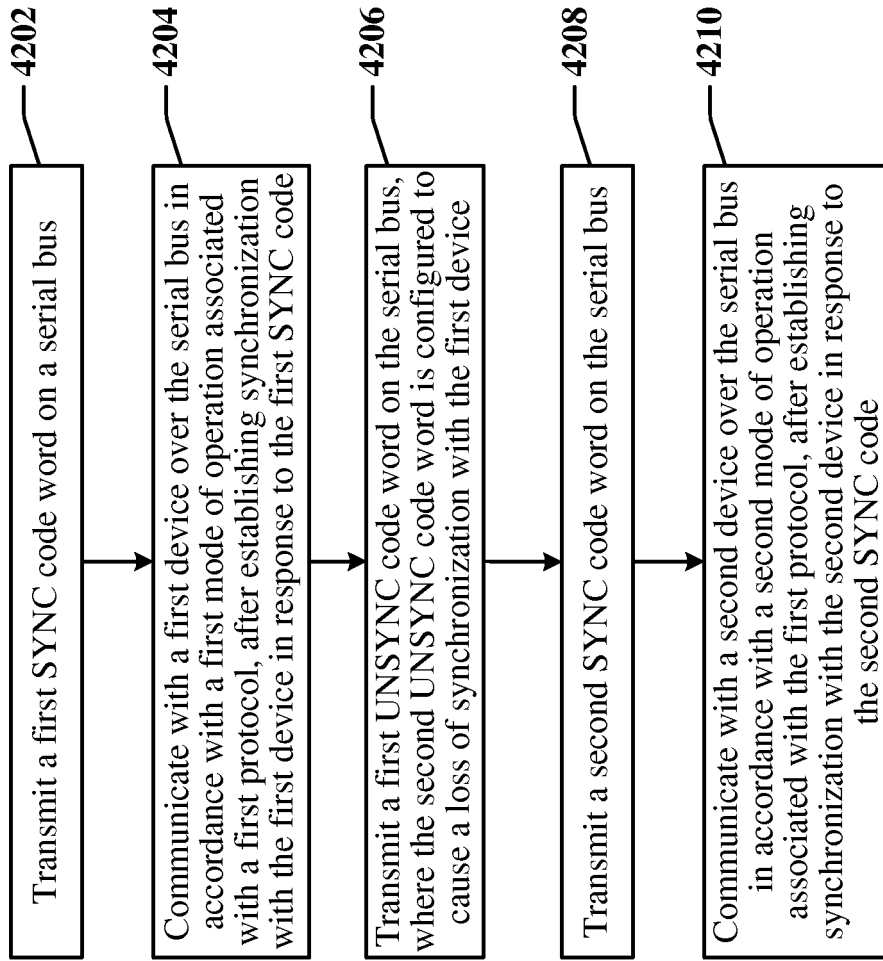 4202
Transmit a first SYNC code word on a serial bus
4204
Communicate with a first device over the serial bus in
accordance with a first mode of operation associated
with a first protocol, after establishing synchronization
with the first device in response to the first SYNC code
4206
Transmit a first UNSYNC code word on the serial bus,
where the second UNSYNC code word is configured to
cause a loss of synchronization with the first device
4208
Transmit a second SYNC code word on the serial bus
4210
Communicate with a second device over the serial bus
in accordance with a second mode of operation
associated with the first protocol, after establishing
synchronization with the second device in response to
the second SYNC code